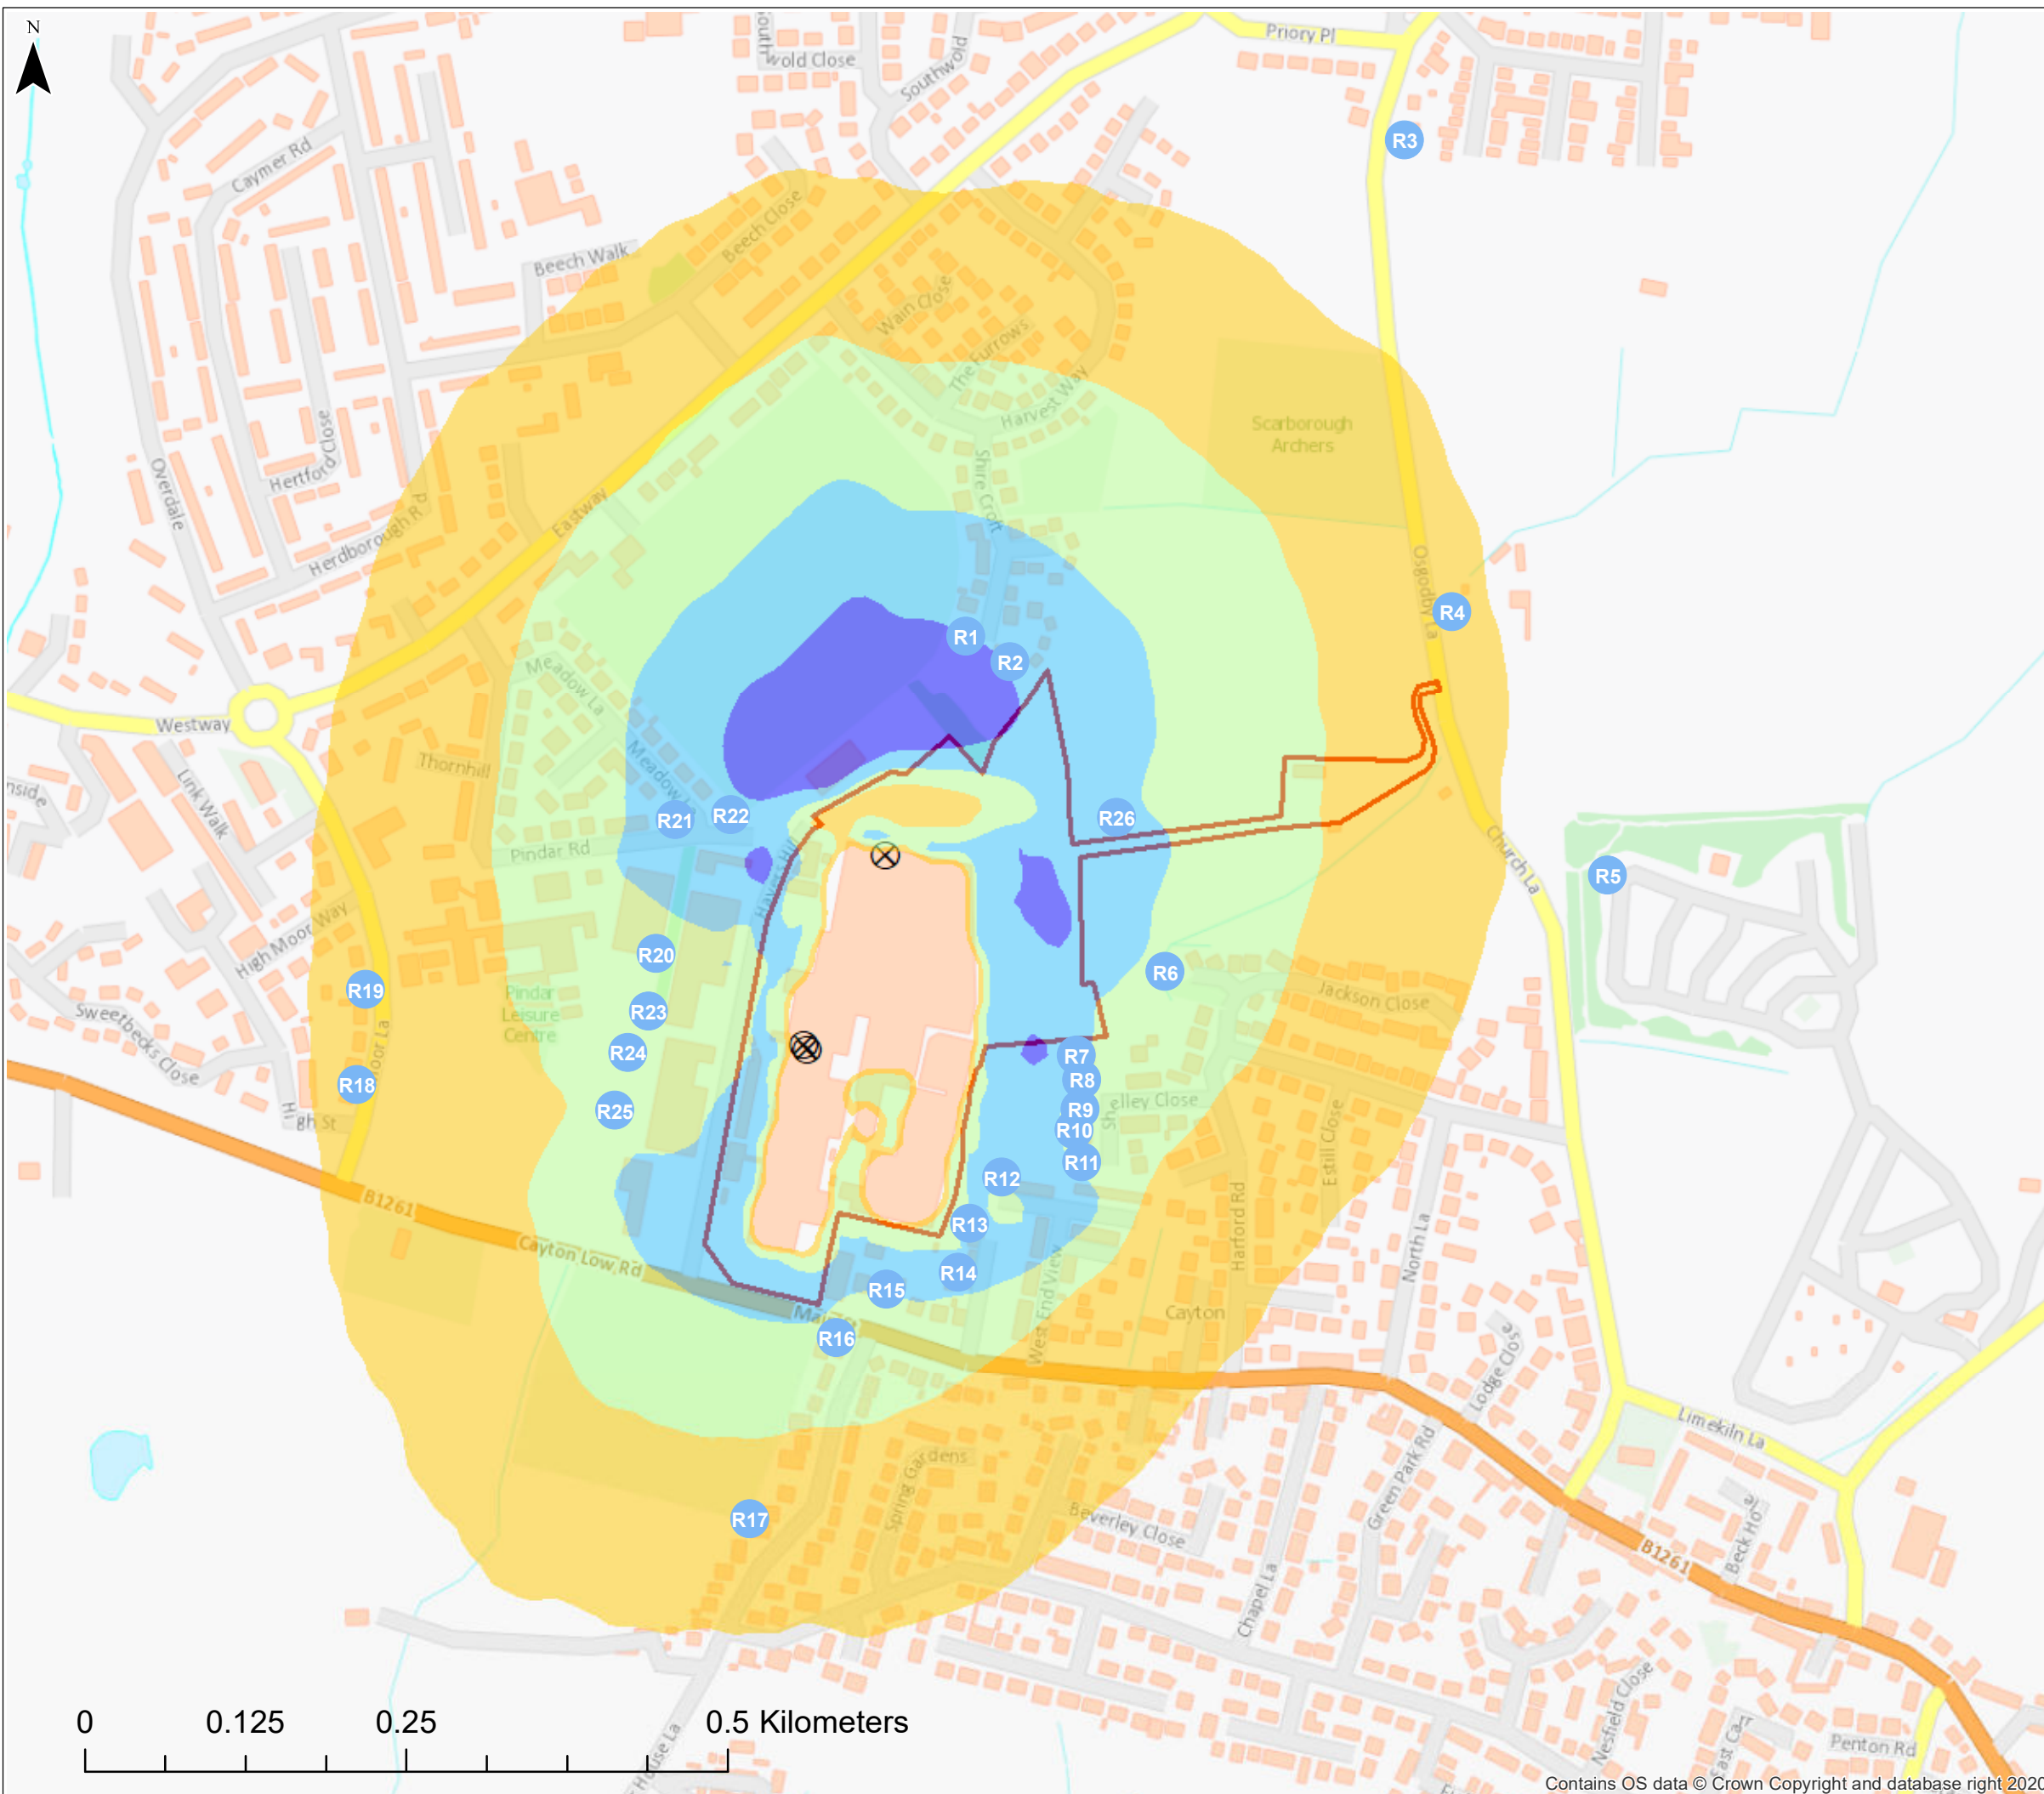 N
Priory Pl
wold Close
Southwold
R3
Caymer Rd
Beech Close
Beech Walk
Wain Close
The Furrows
Harvest Way
Scarborough
Archers
Hertford Close
Overdale
Shire Croft
Eastway
Herdborough R
Osgodby La
R4
R1
R2
Meadow La
Westway
Thornhill
Link Walk
R21
R22
R26
Pindar Rd
Church La
R5
High Moor Way
R20
R6
R19
Pindar
Leisure
Centre
R23
Jackson Close
Sweetbecks Close
R24
R7
R8
R18
R25
R9
elley Close
R10
High St
R11
Estill Close
R12
B1261
Harford Rd
R13
North La
Cayton Low Rd
R14
R15
West End View
Cayton
R16
Lodge Close
Limekiln La
Spring Gardens
Green Park Rd
R17
Beverley Close
B1261
Chapel La
Nesfield Close
0 0.125 0.25 0.5 Kilometers
Penton Rd
House La
Contains OS data © Crown Copyright and database right 2020